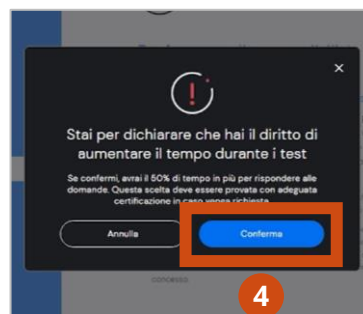 Stai per dichiarare che hai il diritto di
aumentare il tempo durante i test
Se confermi, avrai il 50% di tempo in più per rispondere alle
domande. Questa scelta deve essere provata con adeguata
certificazione in caso venga richiesta
Annulla
Conferma
concesso
4